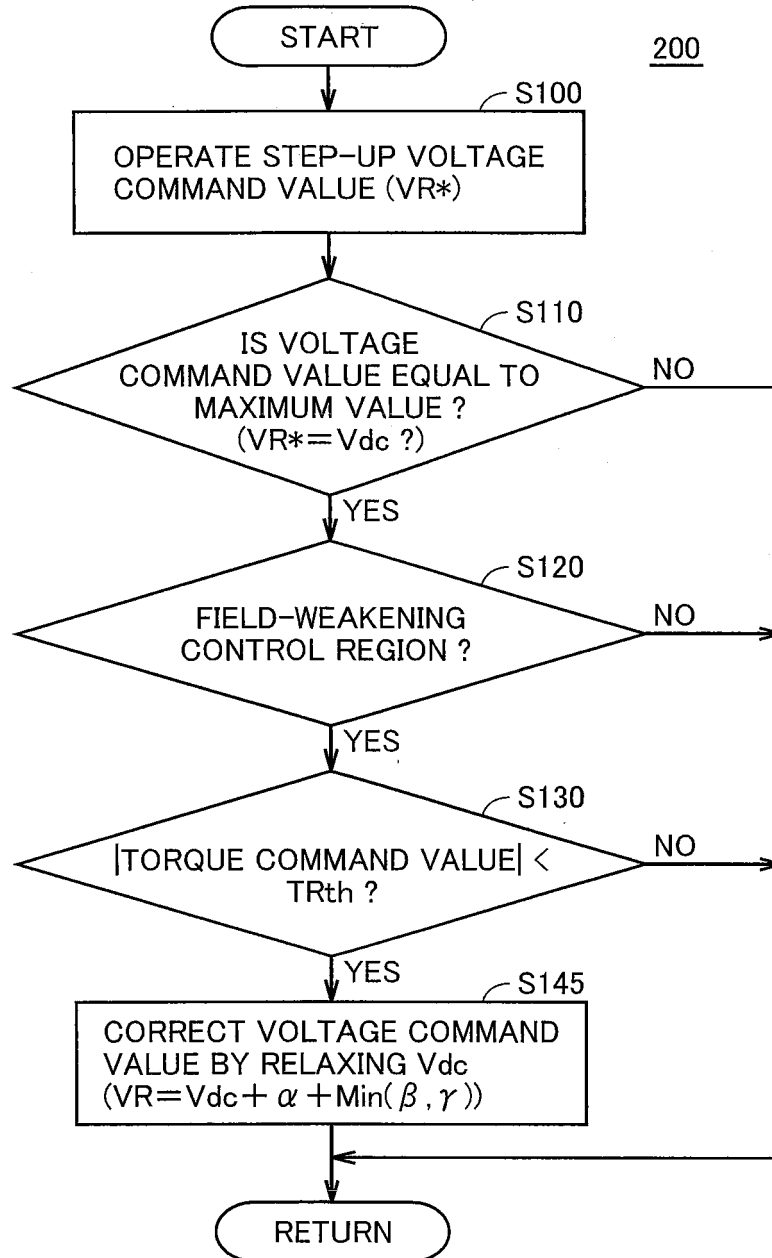 START
200
S100
OPERATE STEP-UP VOLTAGE
COMMAND VALUE (VR*)
S110
IS VOLTAGE
COMMAND VALUE EQUAL TO
MAXIMUM VALUE ?
(VR*=Vdc ?)
NO
YES
S120
FIELD-WEAKENING
CONTROL REGION ?
NO
YES
S130
|TORQUE COMMAND VALUE| <
TRth ?
NO
YES
S145
CORRECT VOLTAGE COMMAND
VALUE BY RELAXING Vdc
(VR=Vdc+ α +Min( β , γ ))
RETURN